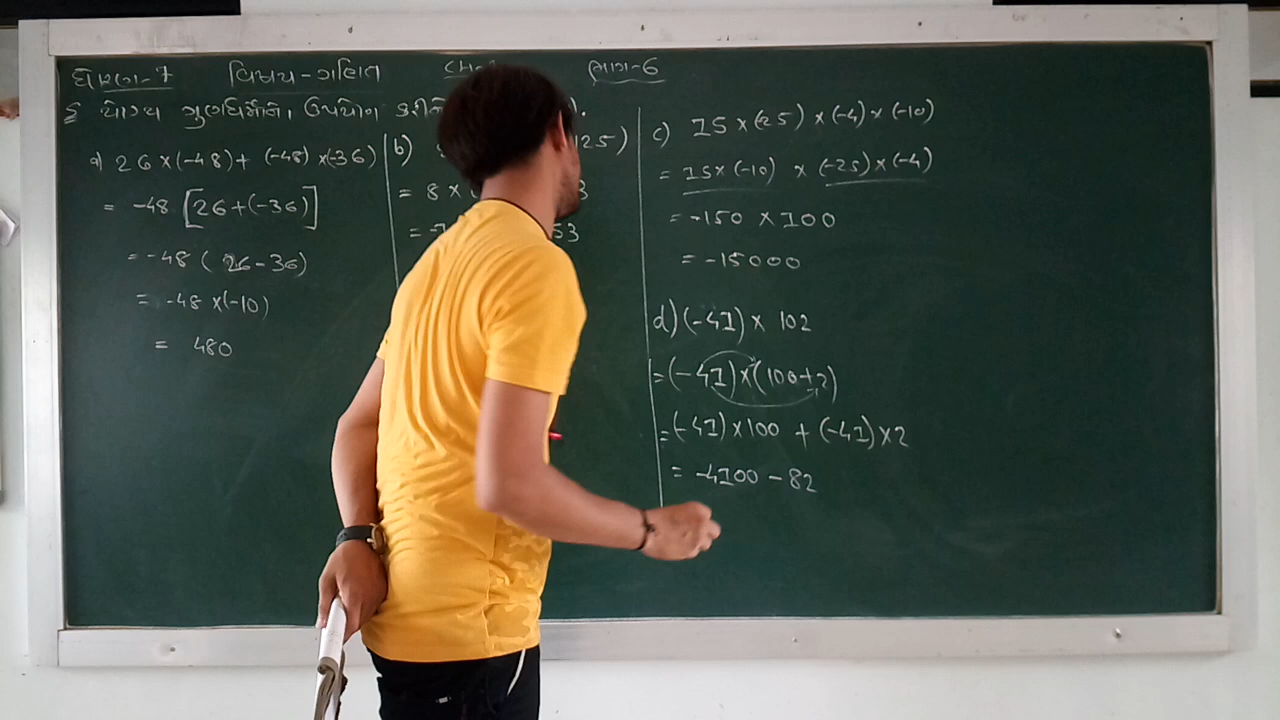 ધોરણ-7 વિષય-ગણિત ભાગ-6
યોગ્ય ગુણધર્મોનો ઉપયોગ કરીને
a) 26 × (-48) + (-48) × (-36)
= -48 [26 + (-36)]
= -48 ( 26 - 36)
= -48 × (-10)
= 480
b) 125)
= 8 × 3
= - 53
c) 15 × (-25) × (-4) × (-10)
= 15 × (-10) × (-25) × (-4)
= -150 × 100
= -15000
d) (-41) × 102
= (-41) × (100 + 2)
= (-41) × 100 + (-41) × 2
= -4100 - 82